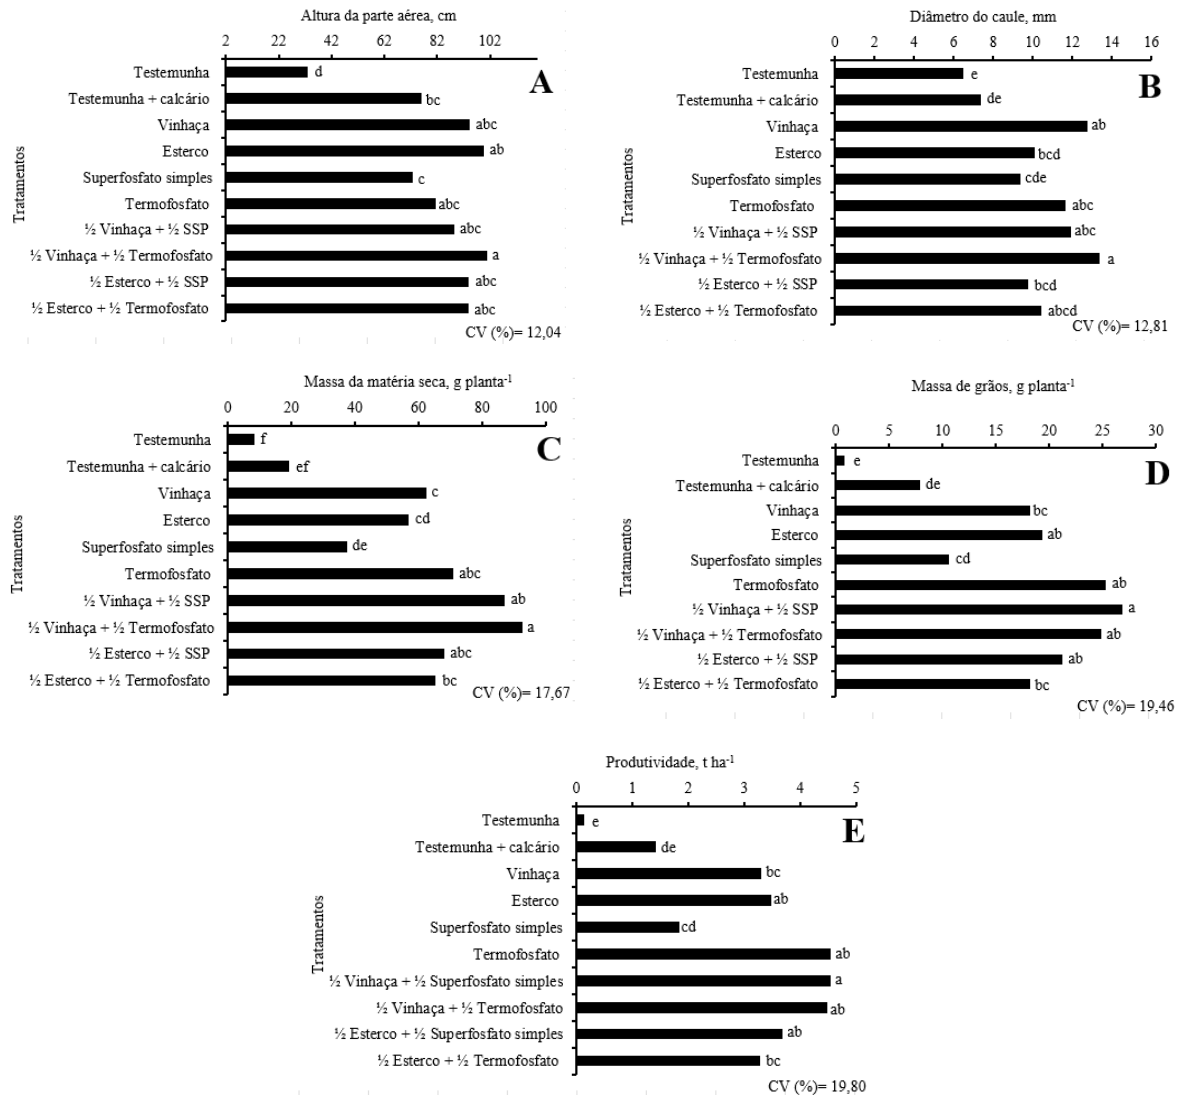 Altura da parte aérea, cm
2 22 42 62 82 102
A
Tratamentos
Testemunha d
Testemunha + calcário bc
Vinhaça abc
Esterco ab
Superfosfato simples c
Termofosfato abc
½ Vinhaça + ½ SSP abc
½ Vinhaça + ½ Termofosfato a
½ Esterco + ½ SSP abc
½ Esterco + ½ Termofosfato abc
CV (%)= 12,04
Diâmetro do caule, mm
0 2 4 6 8 10 12 14 16
B
Tratamentos
Testemunha e
Testemunha + calcário de
Vinhaça ab
Esterco bcd
Superfosfato simples cde
Termofosfato abc
½ Vinhaça + ½ SSP abc
½ Vinhaça + ½ Termofosfato a
½ Esterco + ½ SSP bcd
½ Esterco + ½ Termofosfato abcd
CV (%)= 12,81
Massa da matéria seca, g planta⁻¹
0 20 40 60 80 100
C
Tratamentos
Testemunha f
Testemunha + calcário ef
Vinhaça c
Esterco cd
Superfosfato simples de
Termofosfato abc
½ Vinhaça + ½ SSP ab
½ Vinhaça + ½ Termofosfato a
½ Esterco + ½ SSP abc
½ Esterco + ½ Termofosfato bc
CV (%)= 17,67
Massa de grãos, g planta⁻¹
0 5 10 15 20 25 30
D
Tratamentos
Testemunha e
Testemunha + calcário de
Vinhaça bc
Esterco ab
Superfosfato simples cd
Termofosfato ab
½ Vinhaça + ½ SSP a
½ Vinhaça + ½ Termofosfato ab
½ Esterco + ½ SSP ab
½ Esterco + ½ Termofosfato bc
CV (%)= 19,46
Produtividade, t ha⁻¹
0 1 2 3 4 5
E
Tratamentos
Testemunha e
Testemunha + calcário de
Vinhaça bc
Esterco ab
Superfosfato simples cd
Termofosfato ab
½ Vinhaça + ½ Superfosfato simples a
½ Vinhaça + ½ Termofosfato ab
½ Esterco + ½ Superfosfato simples ab
½ Esterco + ½ Termofosfato bc
CV (%)= 19,80